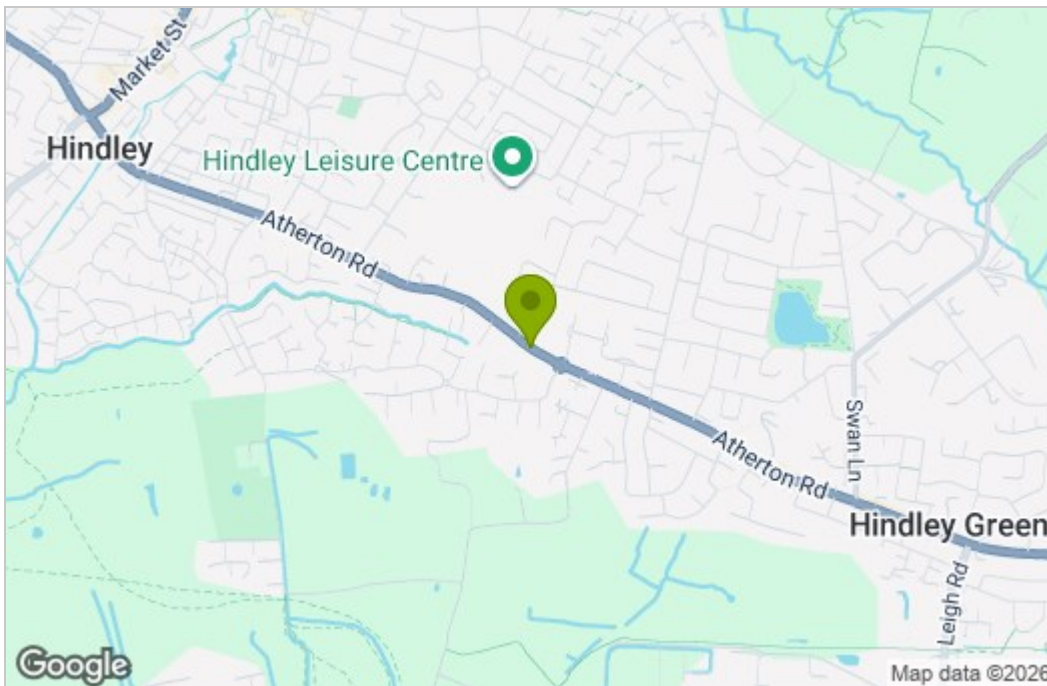 Market St
Hindley
Hindley Leisure Centre
Atherton Rd
Swan Ln
Atherton Rd
Hindley Green
Leigh Rd
Google
Map data ©2026